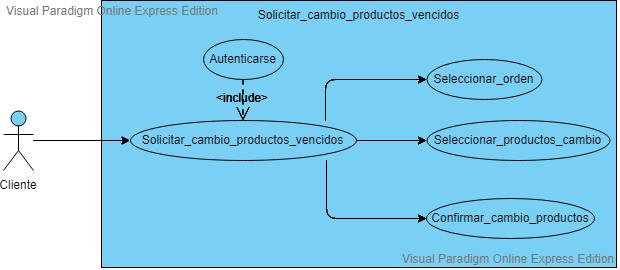 Visual Paradigm Online Express Edition
Solicitar_cambio_productos_vencidos
Autenticarse
Seleccionar_orden
<include>
Solicitar_cambio_productos_vencidos
Seleccionar_productos_cambio
Cliente
Confirmar_cambio_productos
Visual Paradigm Online Express Edition